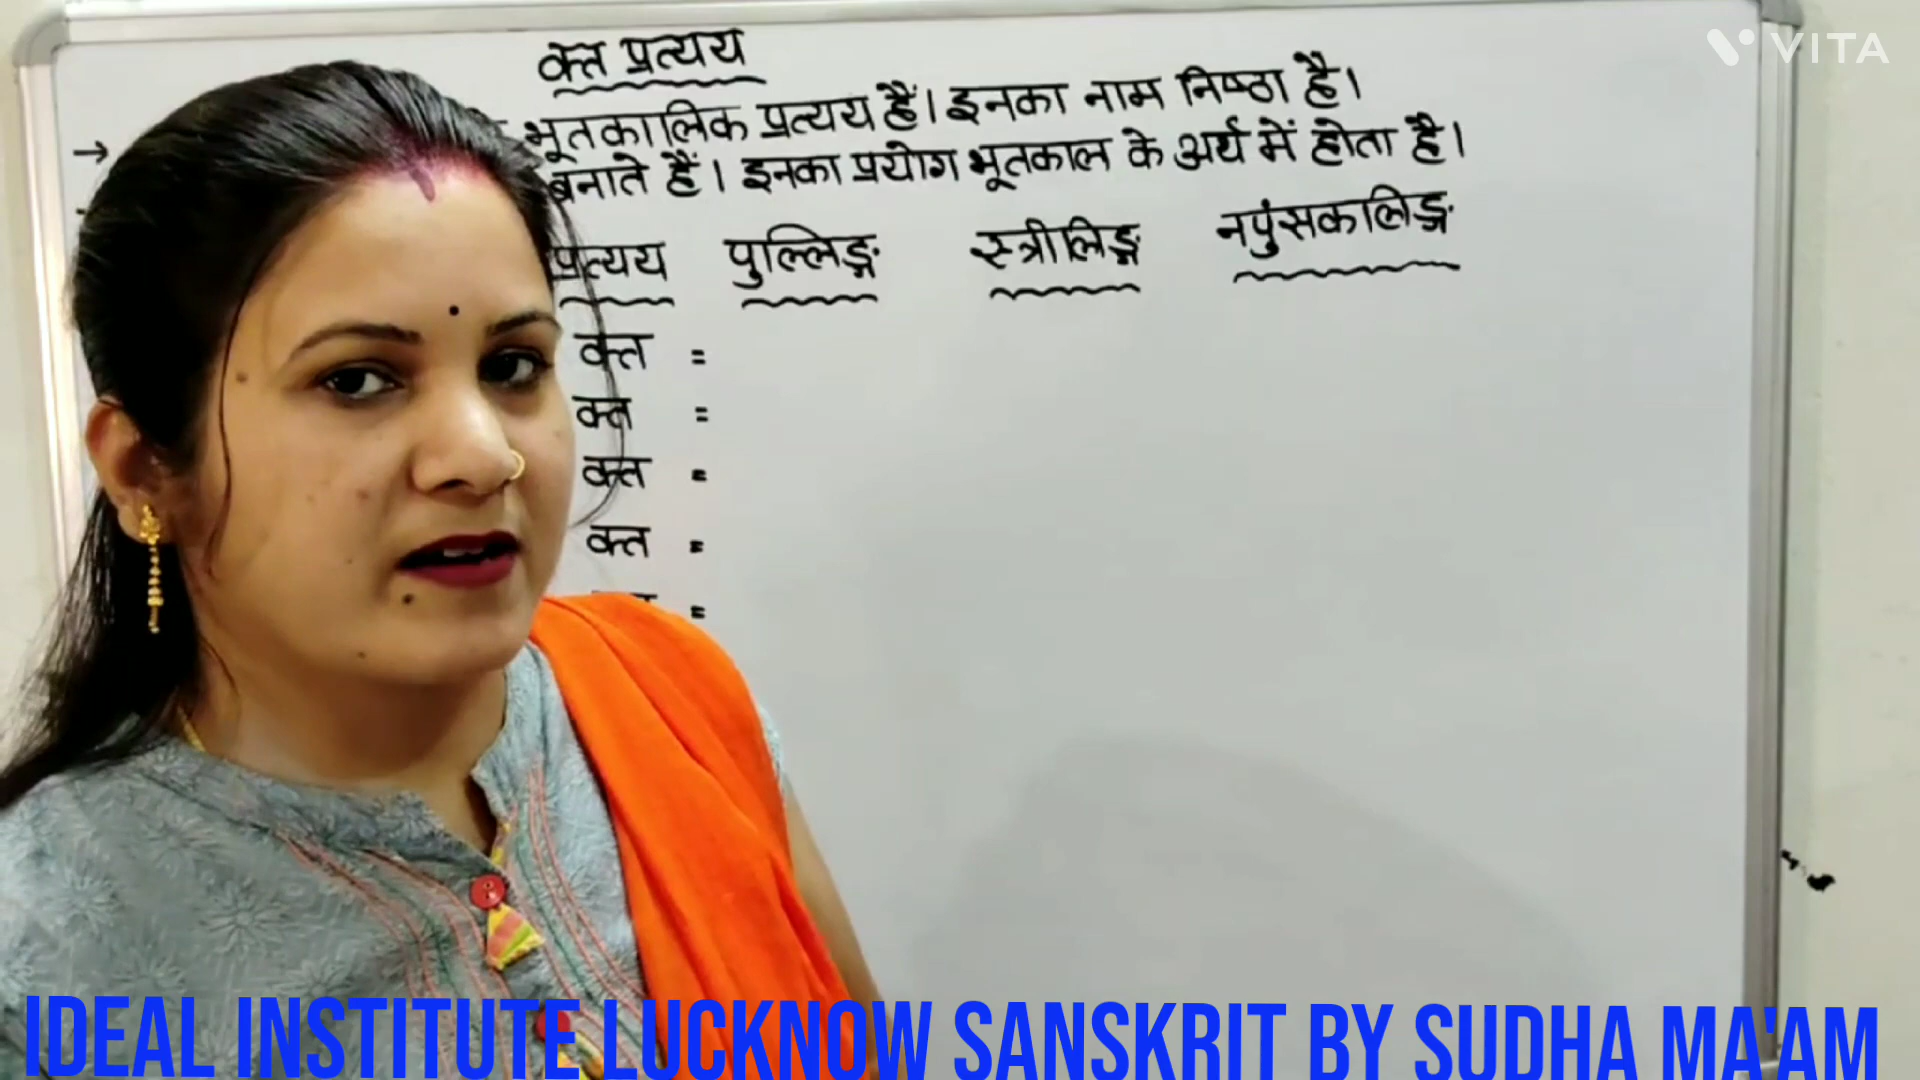 VITA
क्त प्रत्यय
→ भूतकालिक प्रत्यय हैं। इनका नाम निष्ठा है।
बनाते हैं। इनका प्रयोग भूतकाल के अर्थ में होता है।
प्रत्यय पुल्लिङ्ग स्त्रीलिङ्ग नपुंसकलिङ्ग
क्त =
क्त =
क्त =
क्त =
=
IDEAL INSTITUTE LUCKNOW SANSKRIT BY SUDHA MA'AM